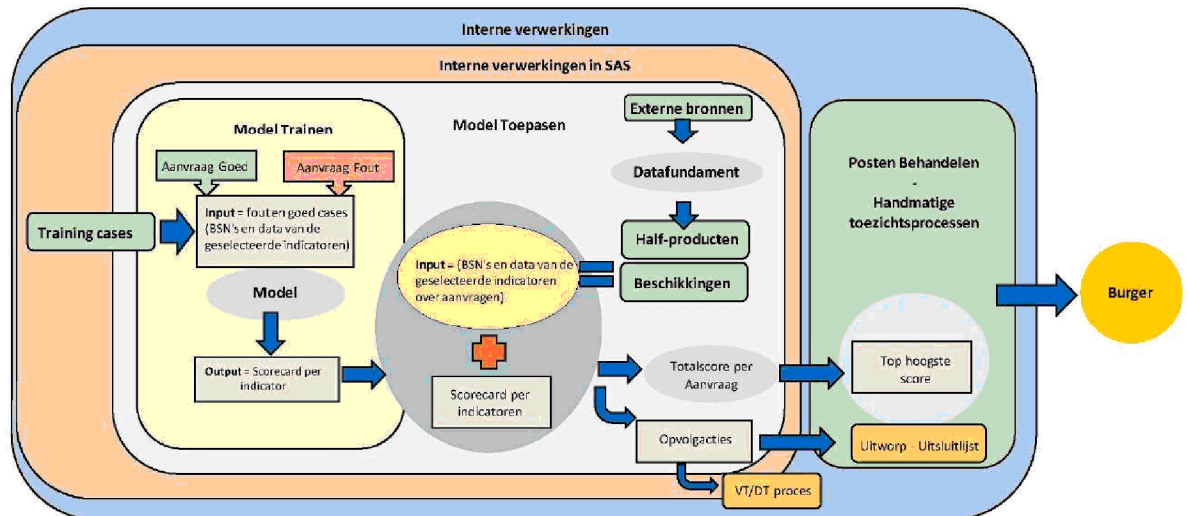 Interne verwerkingen
Interne verwerkingen in SAS
Model Trainen
Aanvraag Goed
Aanvraag Fout
Training cases
Input = fout en goed cases
(BSN's en data van de
geselecteerde indicatoren)
Model
Output = Scorecard per
indicator
Model Toepasen
Externe bronnen
Datafundament
Half-producten
Beschikkingen
Input = (BSN's en data van de
geselecteerde indicatoren
over aanvragen)
Scorecard per
indicatoren
Totalscore per
Aanvraag
Opvolgacties
VT/DT proces
Posten Behandelen
-
Handmatige
toezichtsprocessen
Top hoogste
score
Uitworp - Uitsluitlijst
Burger